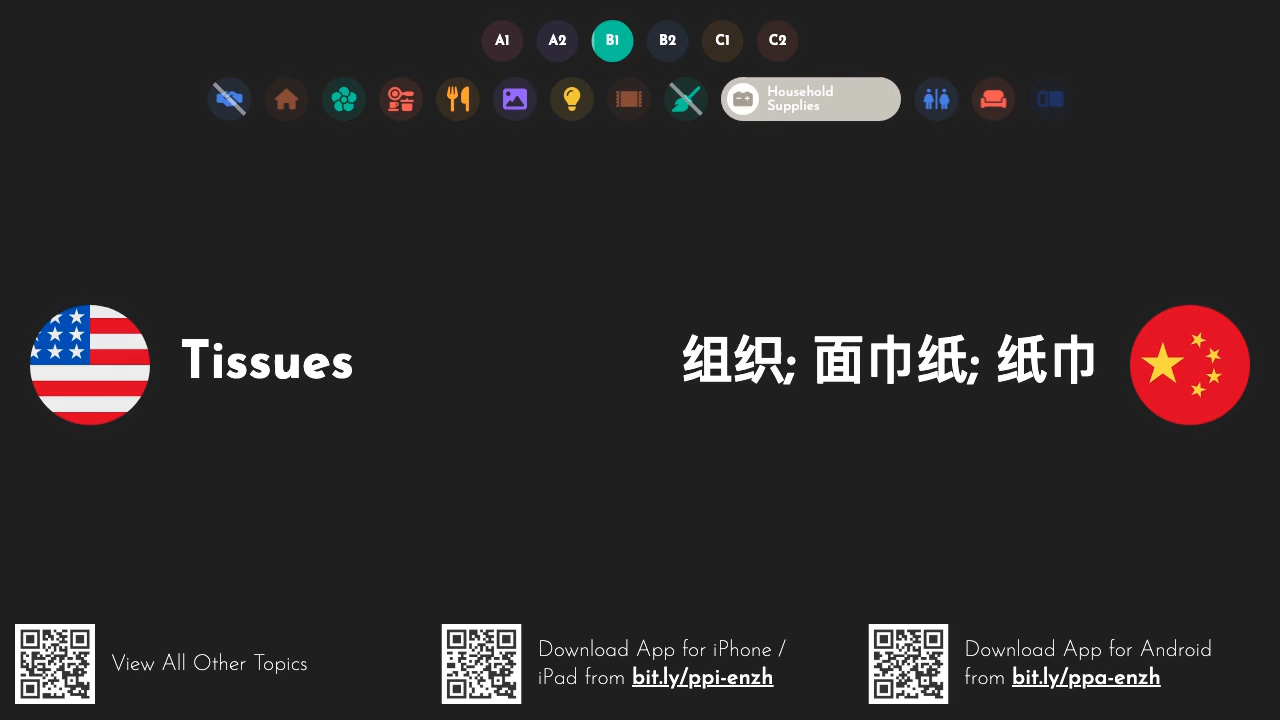 A1 A2 B1 B2 C1 C2
Household
Supplies
Tissues
组织; 面巾纸; 纸巾
View All Other Topics
Download App for iPhone /
iPad from bit.ly/ppi-enzh
Download App for Android
from bit.ly/ppa-enzh